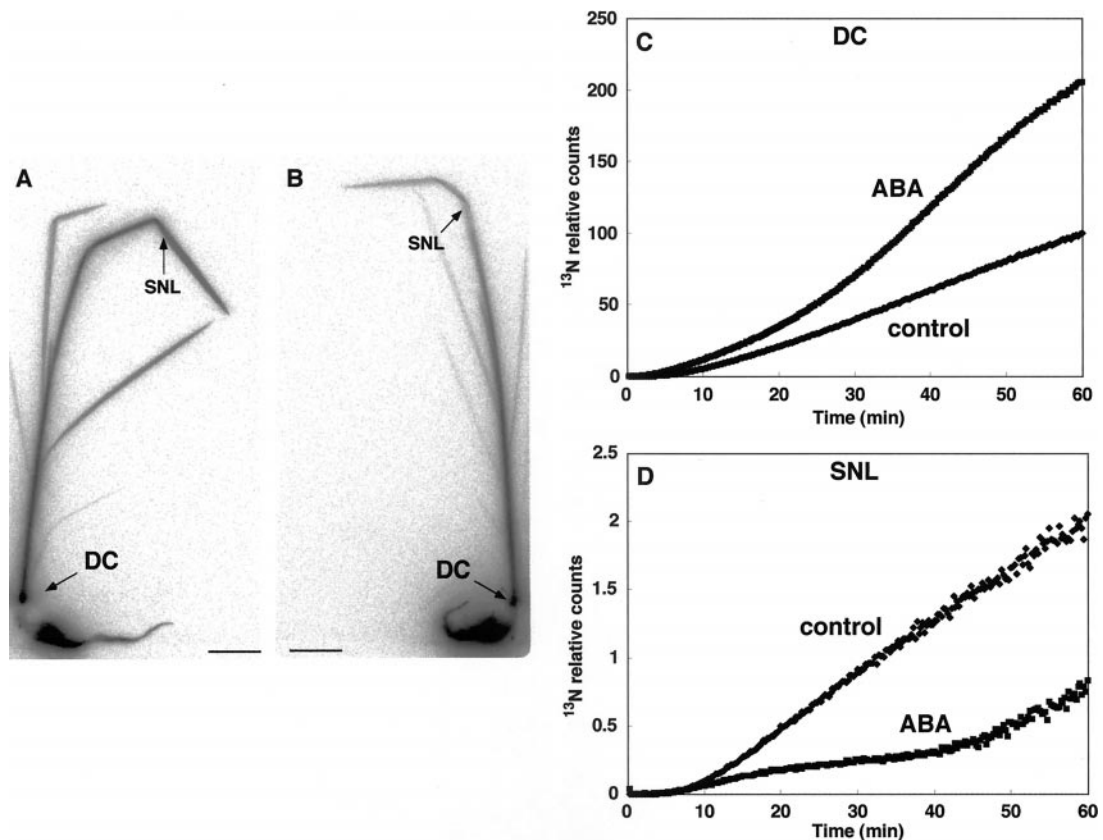 A
SNL
DC
B
SNL
DC
C
DC
250
200
150
100
50
0
ABA
control
¹³N relative counts
0 10 20 30 40 50 60
Time (min)
D
SNL
2.5
2
1.5
1
0.5
0
control
ABA
¹³N relative counts
0 10 20 30 40 50 60
Time (min)